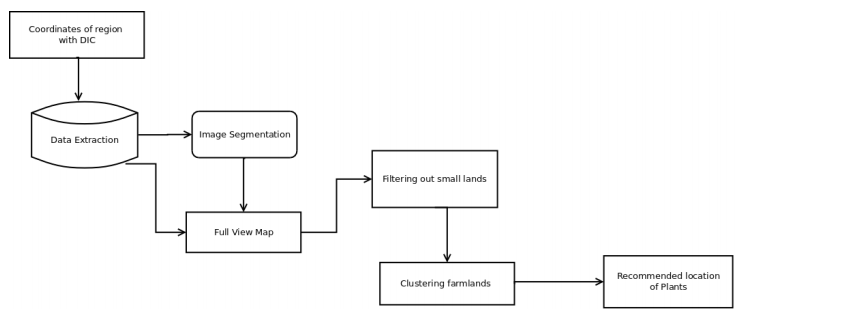 Coordinates of region
with DIC
Data Extraction
Image Segmentation
Filtering out small lands
Full View Map
Clustering farmlands
Recommended location
of Plants